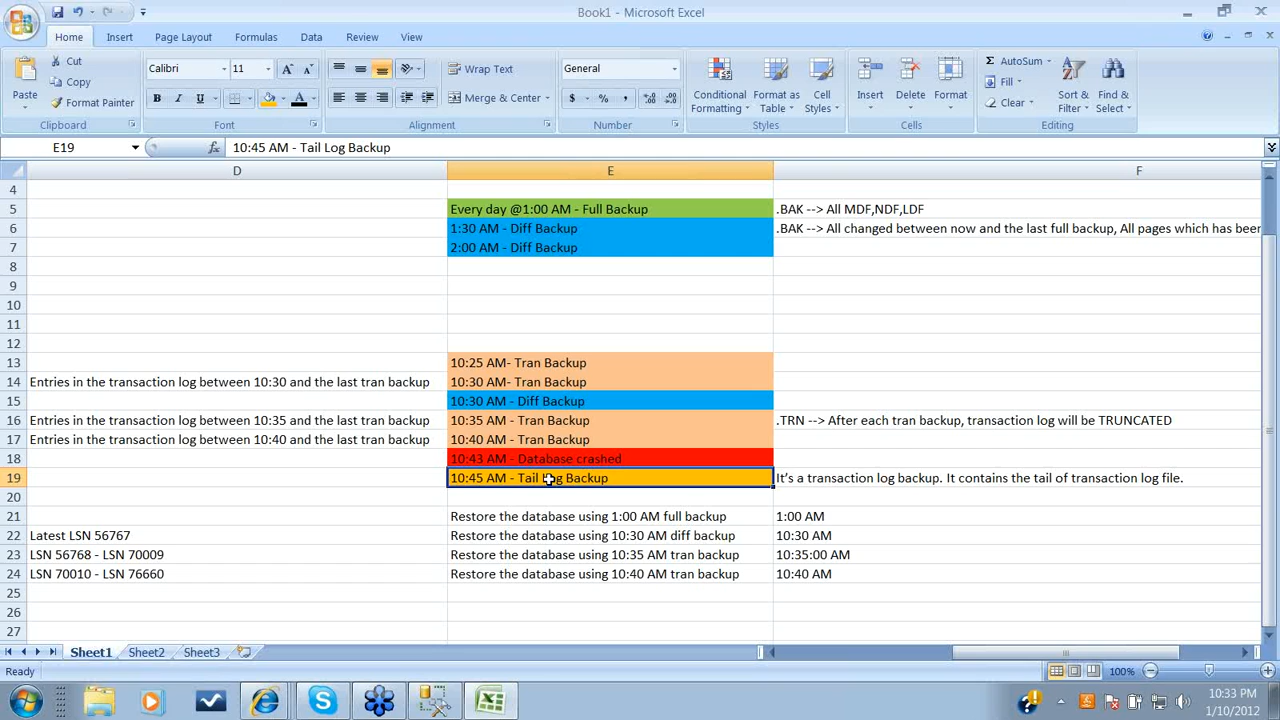 Book1 - Microsoft Excel
Home Insert Page Layout Formulas Data Review View
Paste
Cut
Copy
Format Painter
Clipboard
Calibri 11
B I U
Font
Wrap Text
Merge & Center
Alignment
General
$ % ,
Number
Conditional Formatting
Format as Table
Cell Styles
Styles
Insert Delete Format
Cells
AutoSum
Fill
Clear
Sort & Filter
Find & Select
Editing
E19 fx 10:45 AM - Tail Log Backup
D E F
4
5 Every day @1:00 AM - Full Backup .BAK --> All MDF,NDF,LDF
6 1:30 AM - Diff Backup .BAK --> All changed between now and the last full backup, All pages which has been
7 2:00 AM - Diff Backup
8
9
10
11
12
13 10:25 AM- Tran Backup
14 Entries in the transaction log between 10:30 and the last tran backup 10:30 AM- Tran Backup
15 10:30 AM - Diff Backup
16 Entries in the transaction log between 10:35 and the last tran backup 10:35 AM - Tran Backup .TRN --> After each tran backup, transaction log will be TRUNCATED
17 Entries in the transaction log between 10:40 and the last tran backup 10:40 AM - Tran Backup
18 10:43 AM - Database crashed
19 10:45 AM - Tail Log Backup It's a transaction log backup. It contains the tail of transaction log file.
20
21 Restore the database using 1:00 AM full backup 1:00 AM
22 Latest LSN 56767 Restore the database using 10:30 AM diff backup 10:30 AM
23 LSN 56768 - LSN 70009 Restore the database using 10:35 AM tran backup 10:35:00 AM
24 LSN 70010 - LSN 76660 Restore the database using 10:40 AM tran backup 10:40 AM
25
26
27
Sheet1 Sheet2 Sheet3
Ready 100%
10:33 PM
1/10/2012